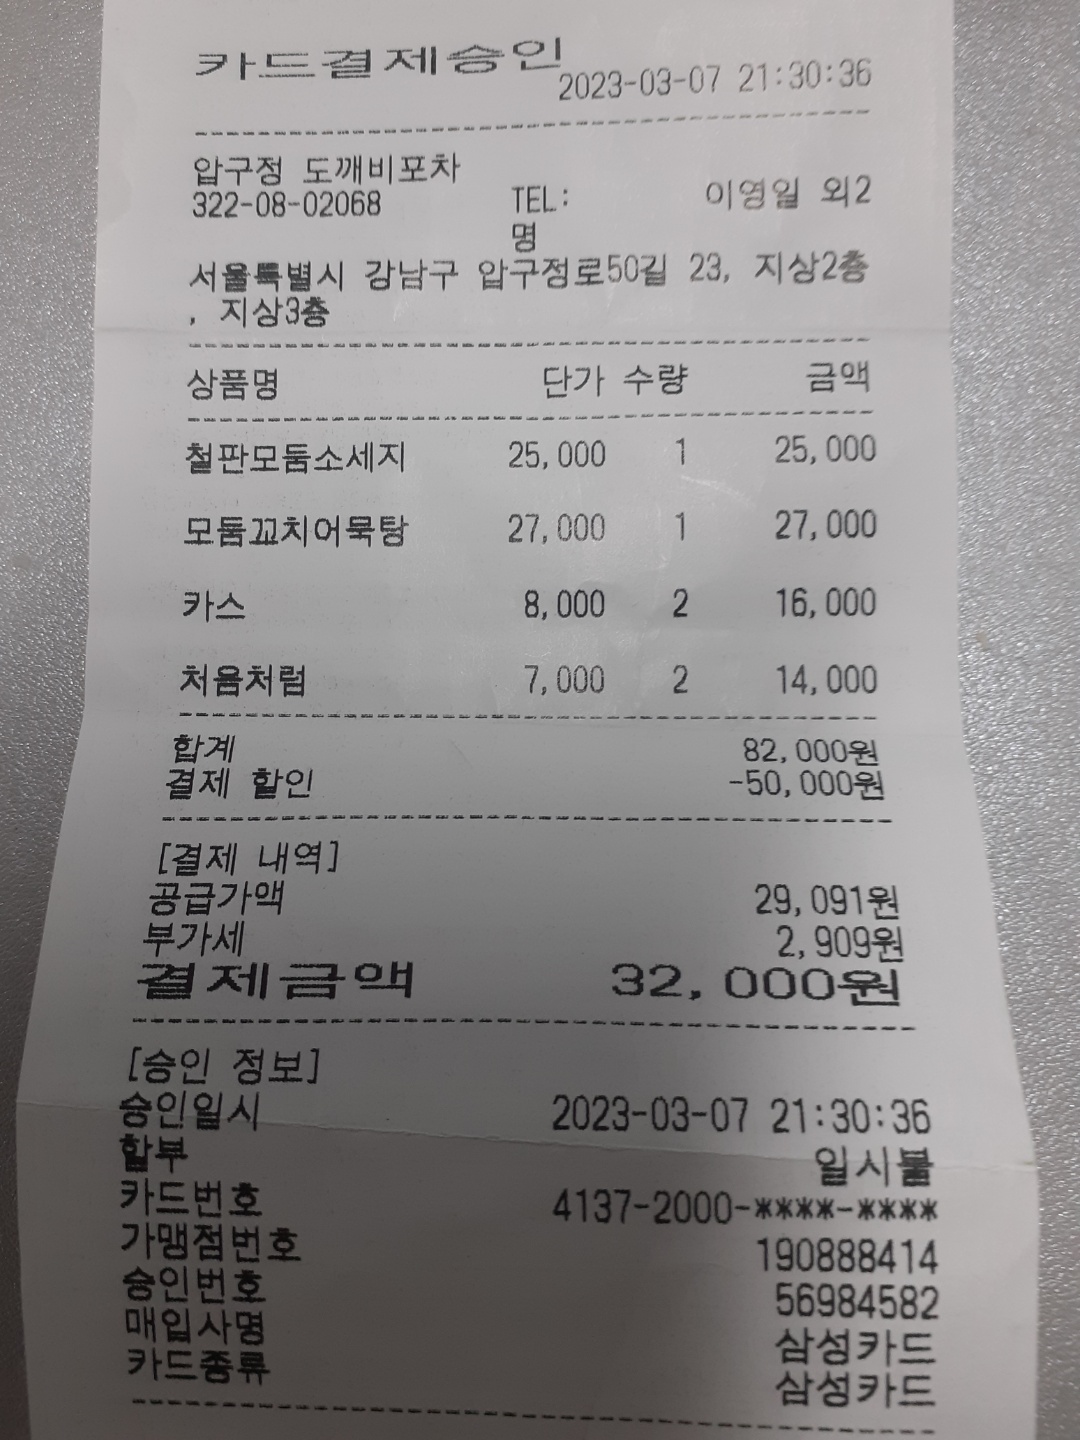 카드결제승인
2023-03-07 21:30:36
압구정 도깨비포차
322-08-02068 TEL: 이영일 외2
명
서울특별시 강남구 압구정로50길 23, 지상2층
, 지상3층
상품명 단가 수량 금액
철판모둠소세지 25,000 1 25,000
모둠꼬치어묵탕 27,000 1 27,000
카스 8,000 2 16,000
처음처럼 7,000 2 14,000
합계 82,000원
결제 할인 -50,000원
[결제 내역]
공급가액 29,091원
부가세 2,909원
결제금액 32,000원
[승인 정보]
승인일시 2023-03-07 21:30:36
할부 일시불
카드번호 4137-2000-****-****
가맹점번호 190888414
승인번호 56984582
매입사명 삼성카드
카드종류 삼성카드